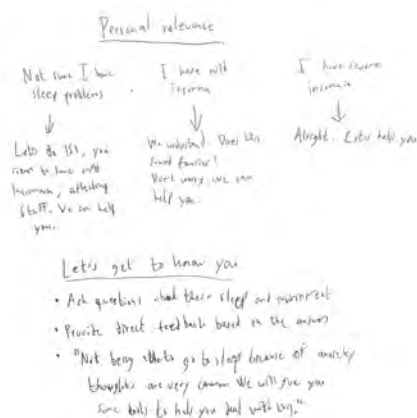 Personal relevance
Not sure I have
sleep problems.
I have mild
insomnia
I have severe
insomnia
Let's do ISI, you
seem to have mild
insomnia, affecting
stuff. We can help
you.
We understand. Does this
sound familiar?
Don't worry, we can
help you.
Alright. Let's help you
Let's get to know you
• Ask questions about their sleep and
• Provide direct feedback based on the answers
• "Not being able to go to sleep because of anxiety
thoughts are very common. We will give you
some tools to help you deal with